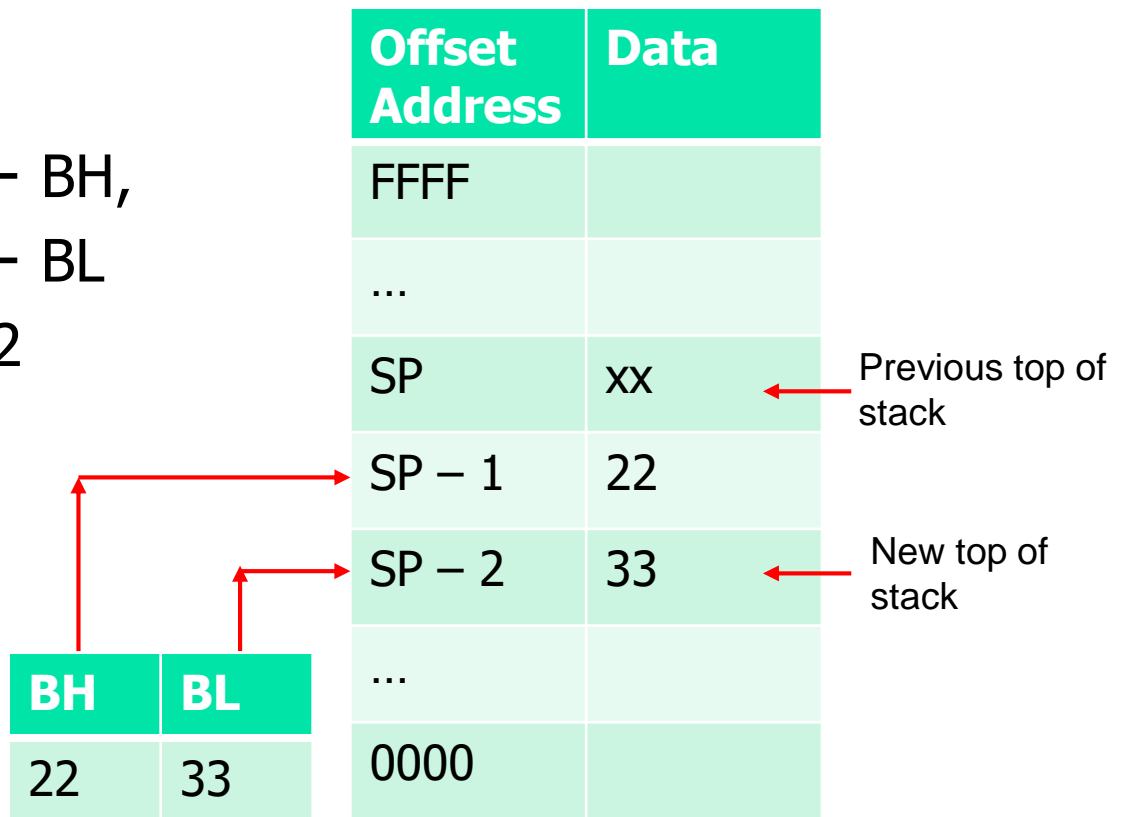 – BH,
– BL
2
Offset Address Data
FFFF
...
SP xx
SP – 1 22
SP – 2 33
...
0000
Previous top of
stack
New top of
stack
BH BL
22 33